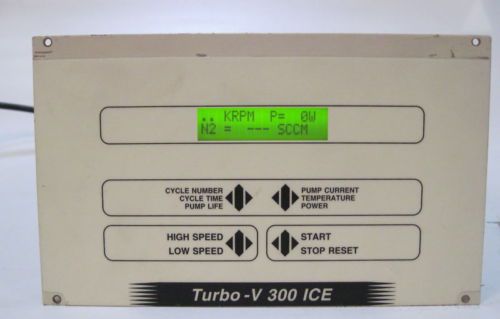 .. KRPM P= 0W
N2 = --- SCCM
CYCLE NUMBER
CYCLE TIME
PUMP LIFE
PUMP CURRENT
TEMPERATURE
POWER
HIGH SPEED
LOW SPEED
START
STOP RESET
Turbo-V 300 ICE